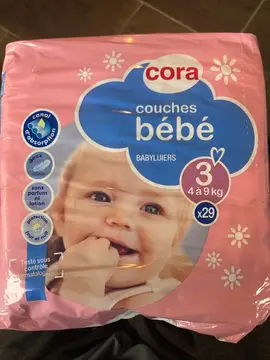 cora
couches
bébé
BABYLUIERS
3
4 à 9 kg
x29
canal
d'absorption
sans
parfum
ni
lotion
Testé sous
contrôle